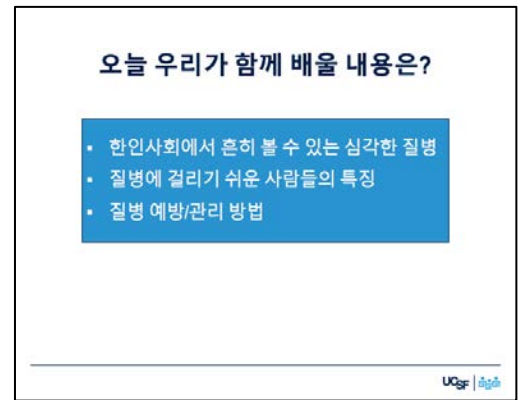 오늘 우리가 함께 배울 내용은?
▪ 한인사회에서 흔히 볼 수 있는 심각한 질병
▪ 질병에 걸리기 쉬운 사람들의 특징
▪ 질병 예방/관리 방법
UCSF